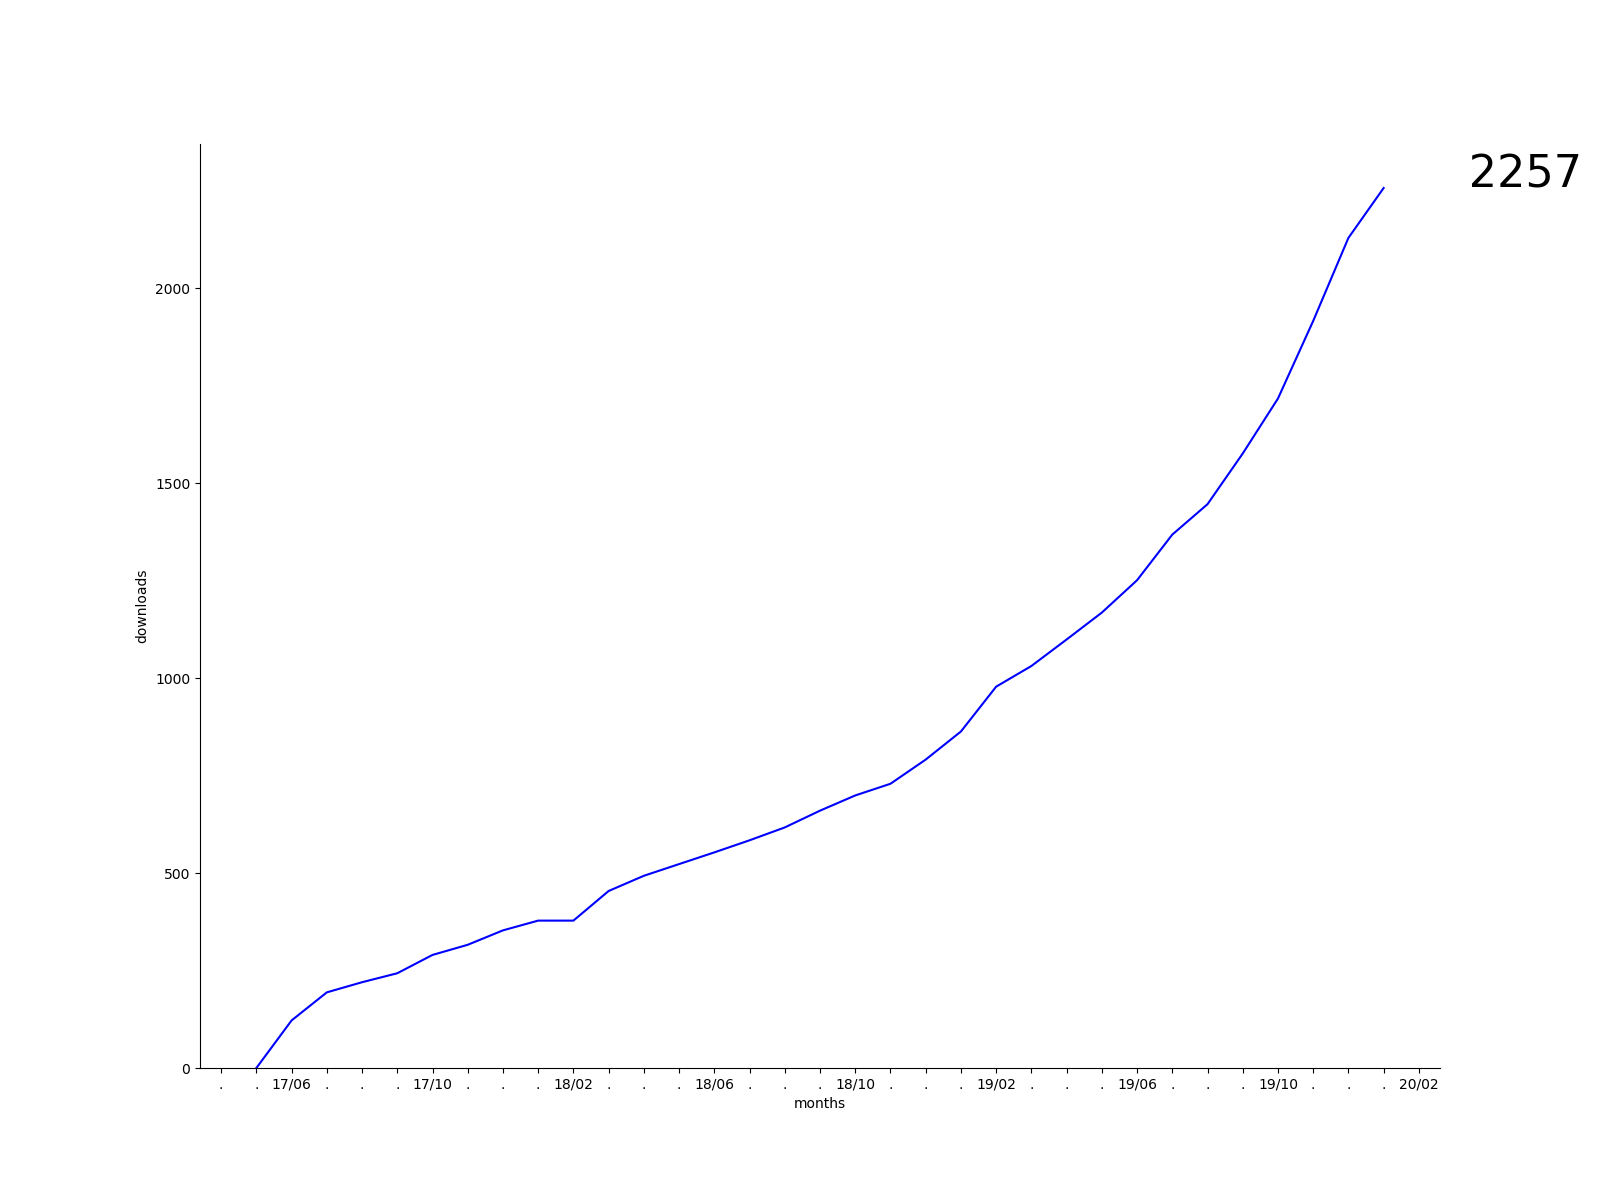 2257
2000
1500
1000
500
0
downloads
. . 17/06 . . . 17/10 . . . 18/02 . . . 18/06 . . . 18/10 . . . 19/02 . . . 19/06 . . . 19/10 . . . 20/02
months